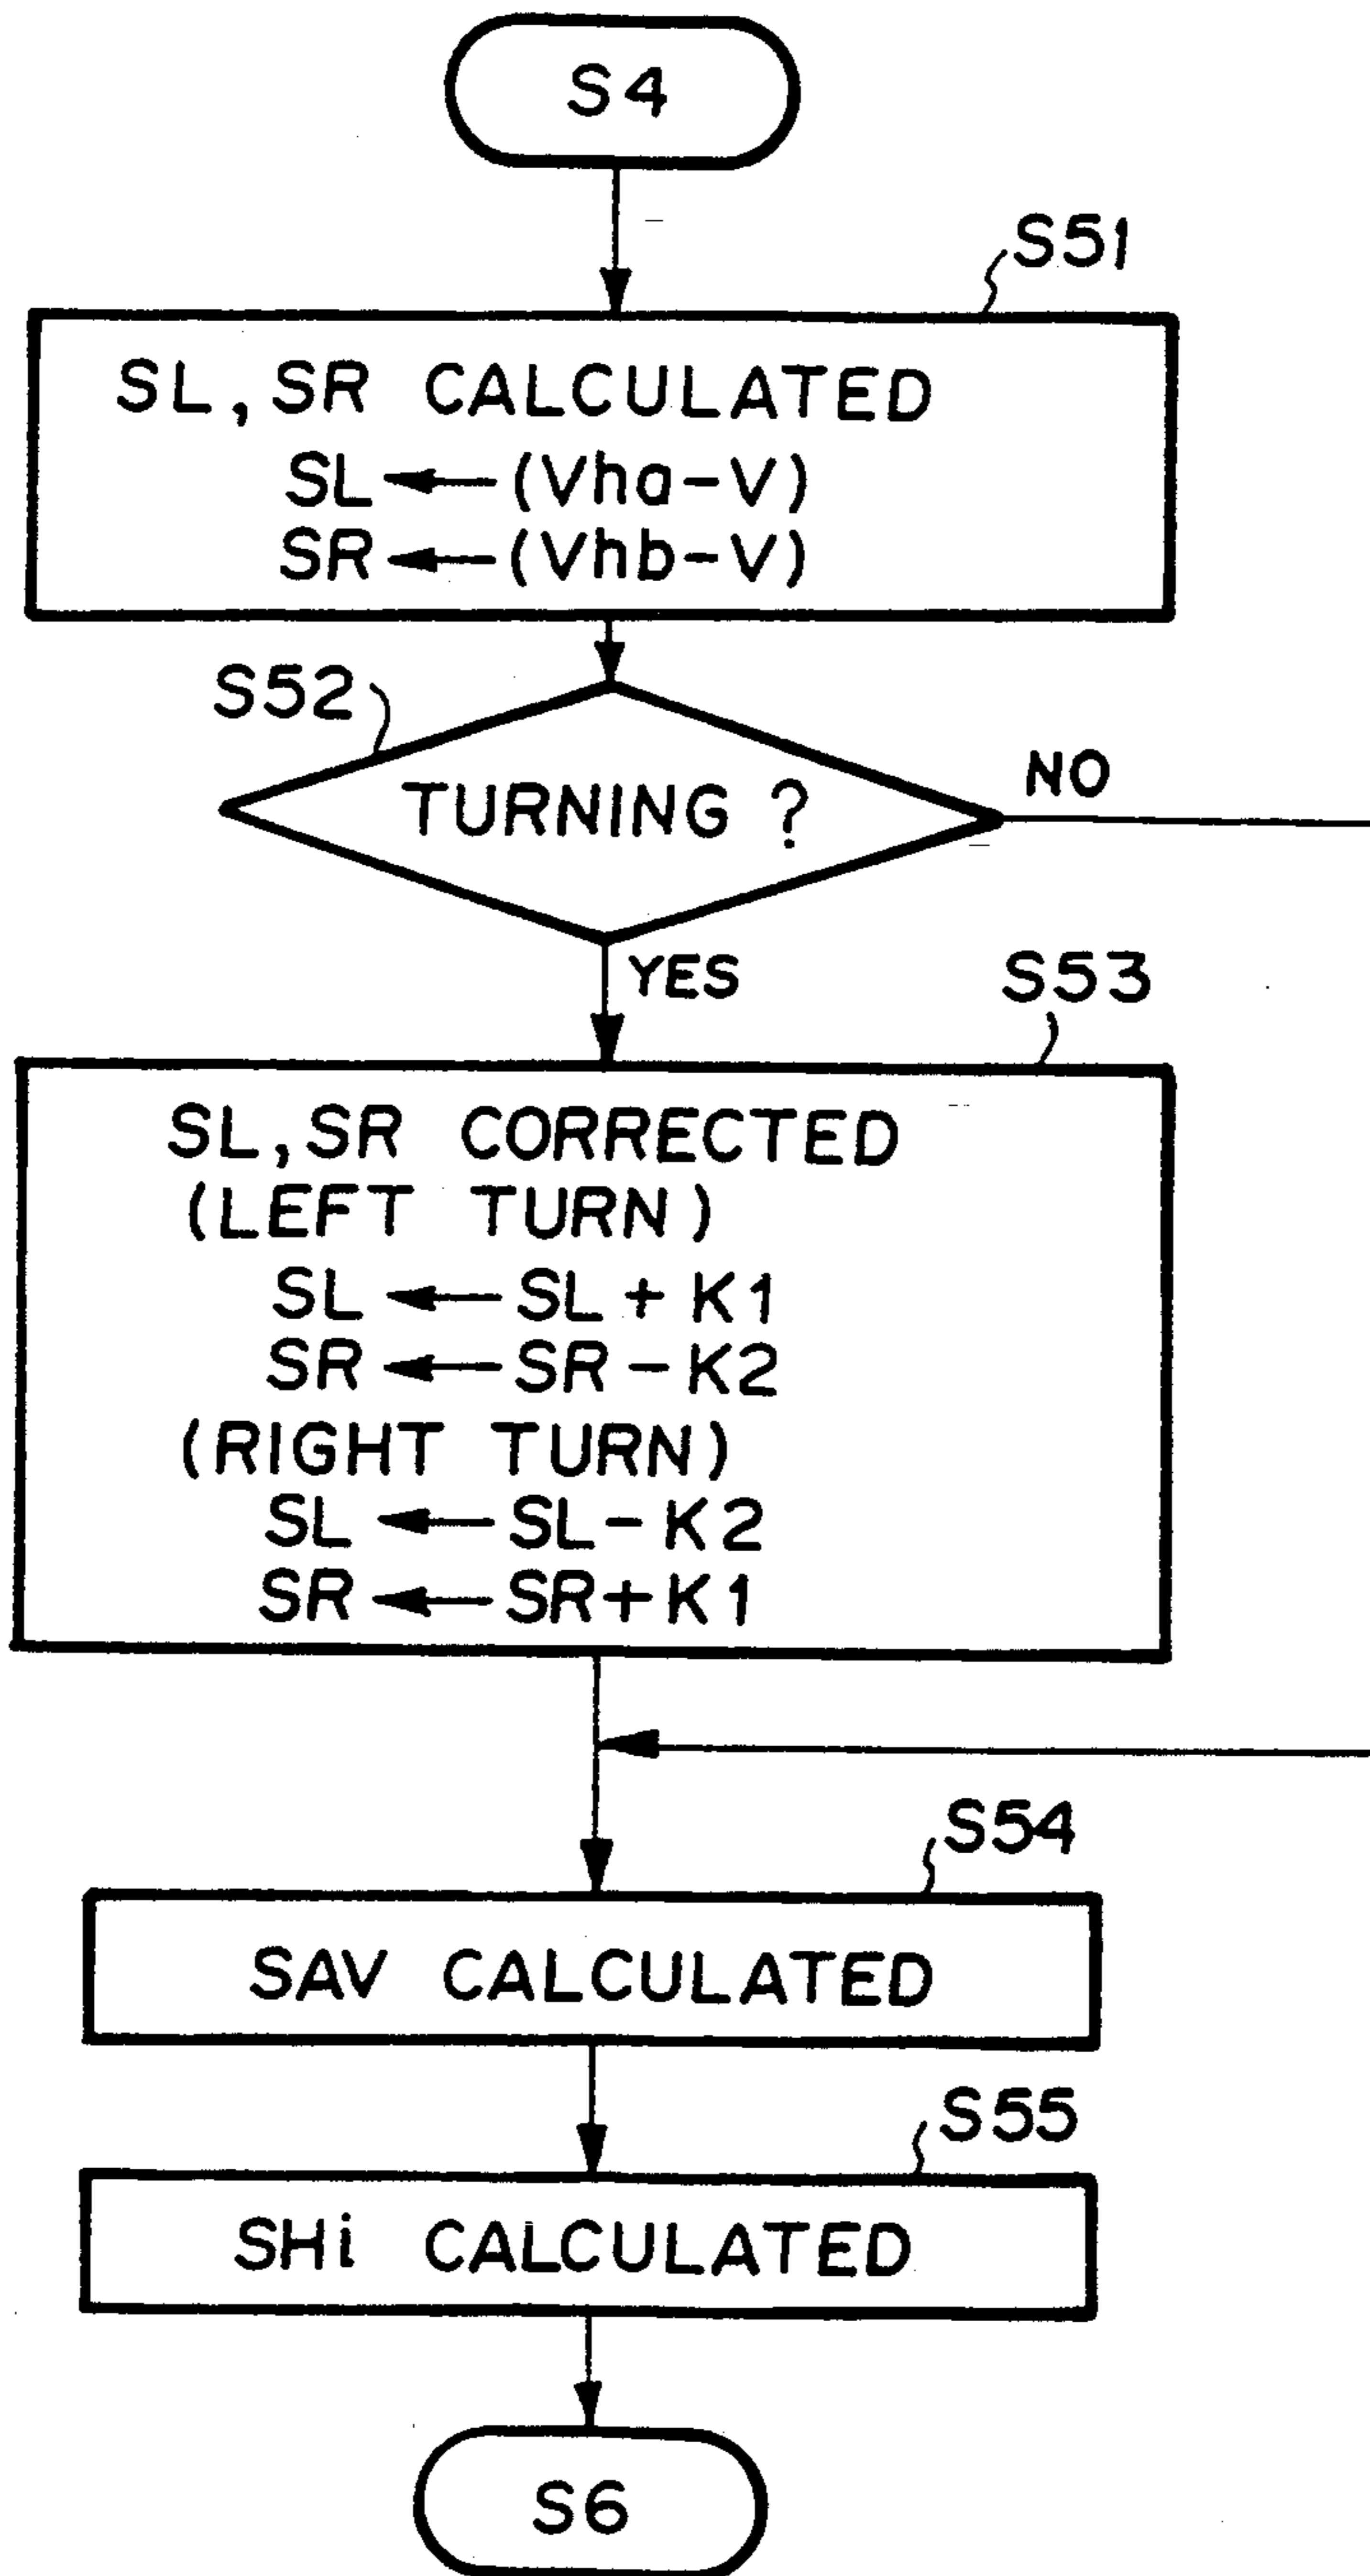 S4
S51
SL, SR CALCULATED
SL ← (Vha-V)
SR ← (Vhb-V)
S52
TURNING ?
NO
YES
S53
SL, SR CORRECTED
(LEFT TURN)
SL ← SL + K1
SR ← SR - K2
(RIGHT TURN)
SL ← SL - K2
SR ← SR + K1
S54
SAV CALCULATED
S55
SHi CALCULATED
S6